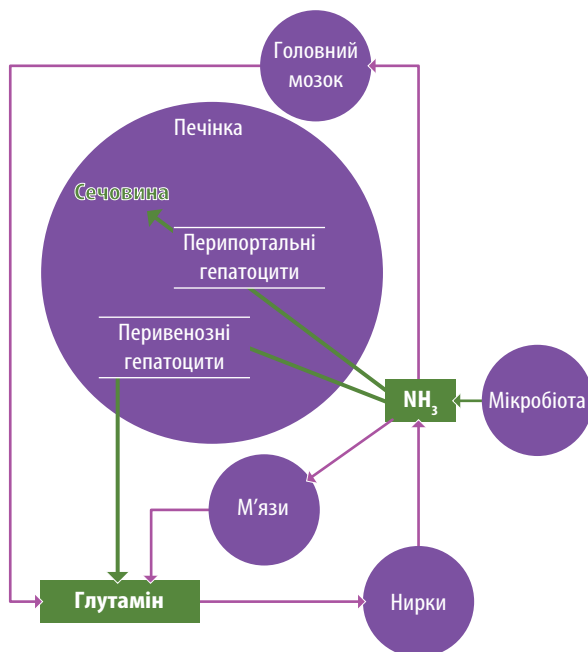 Головний
мозок
Печінка
Сечовина
Перипортальні
гепатоцити
Перивенозні
гепатоцити
NH₃
Мікробіота
М’язи
Глутамін
Нирки